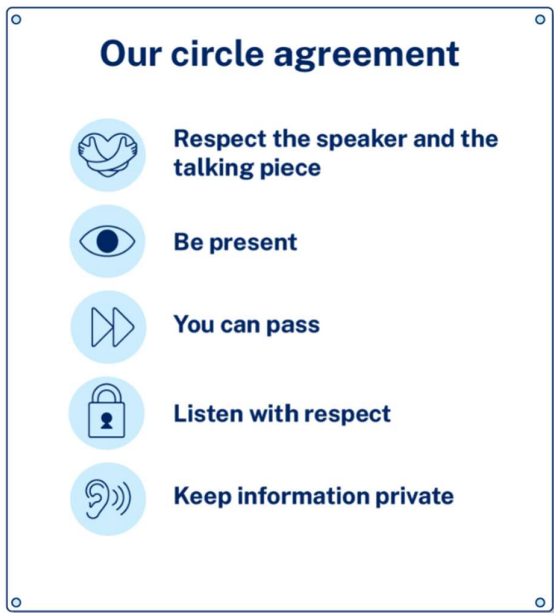 Our circle agreement
Respect the speaker and the
talking piece
Be present
You can pass
Listen with respect
Keep information private